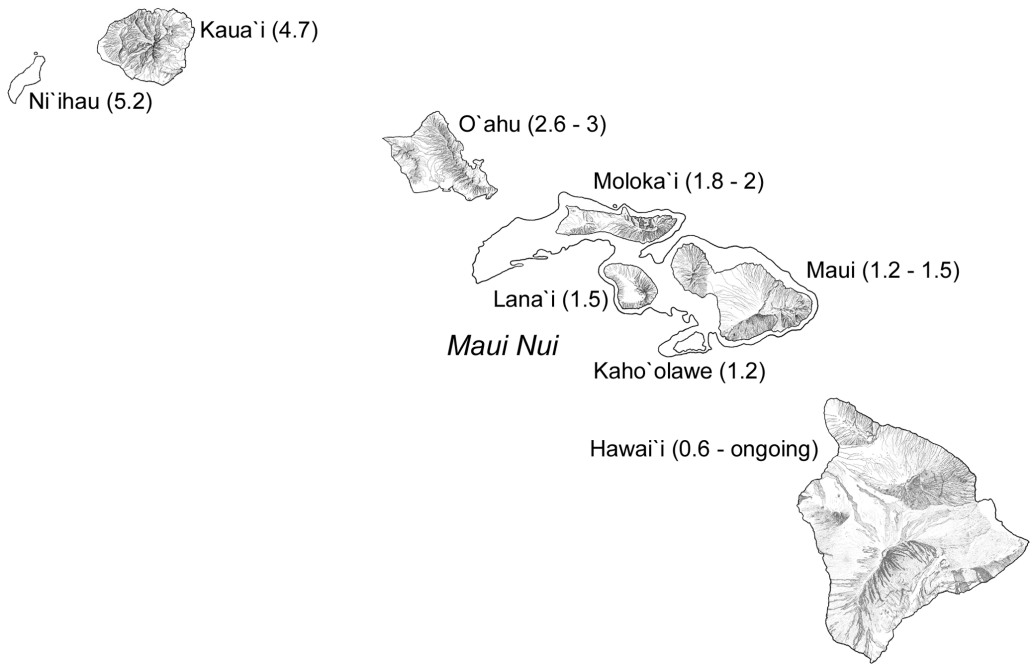 Kaua`i (4.7)
Ni`ihau (5.2)
O`ahu (2.6 - 3)
Moloka`i (1.8 - 2)
Maui (1.2 - 1.5)
Lana`i (1.5)
Maui Nui
Kaho`olawe (1.2)
Hawai`i (0.6 - ongoing)